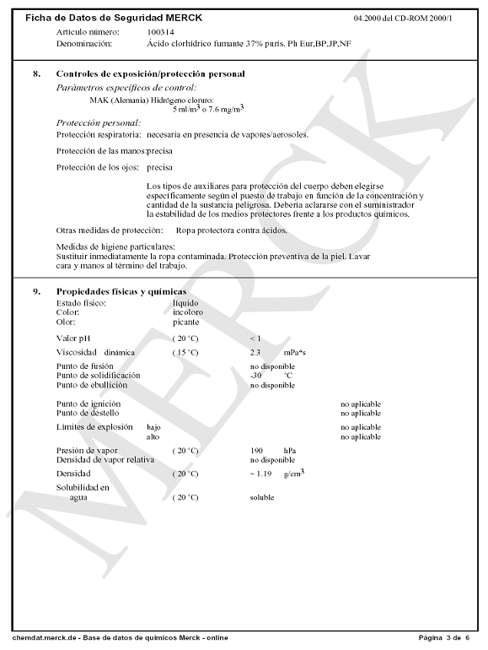 Ficha de Datos de Seguridad MERCK 04.2000 del CD-ROM 2000/1
Artículo número: 100314
Denominación: Ácido clorhídrico fumante 37% puris. Ph Eur,BP,JP,NF
8. Controles de exposición/protección personal
Parámetros específicos de control:
MAK (Alemania) Hidrógeno cloruro:
5 ml/m3 o 7.6 mg/m3
Protección personal:
Protección respiratoria: necesaria en presencia de vapores/aerosoles.
Protección de las manos:precisa
Protección de los ojos: precisa
Los tipos de auxiliares para protección del cuerpo deben elegirse
específicamente según el puesto de trabajo en función de la concentración y
cantidad de la sustancia peligrosa. Debería aclararse con el suministrador
la estabilidad de los medios protectores frente a los productos químicos.
Otras medidas de protección: Ropa protectora contra ácidos.
Medidas de higiene particulares:
Sustituir inmediatamente la ropa contaminada. Protección preventiva de la piel. Lavar
cara y manos al término del trabajo.
9. Propiedades físicas y químicas
Estado físico: líquido
Color: incoloro
Olor: picante
Valor pH ( 20 °C) < 1
Viscosidad dinámica ( 15 °C) 2.3 mPa*s
Punto de fusión no disponible
Punto de solidificación -30 °C
Punto de ebullición no disponible
Punto de ignición no aplicable
Punto de destello no aplicable
Límites de explosión bajo no aplicable
alto no aplicable
Presión de vapor ( 20 °C) 190 hPa
Densidad de vapor relativa no disponible
Densidad ( 20 °C) ~ 1.19 g/cm3
Solubilidad en
agua ( 20 °C) soluble
MERCK
chemdat.merck.de - Base de datos de químicos Merck - online Página 3 de 6